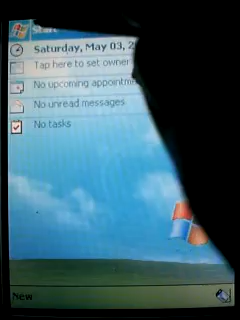 Start
Saturday, May 03, 2
Tap here to set owner
No upcoming appointm
No unread messages
No tasks
New